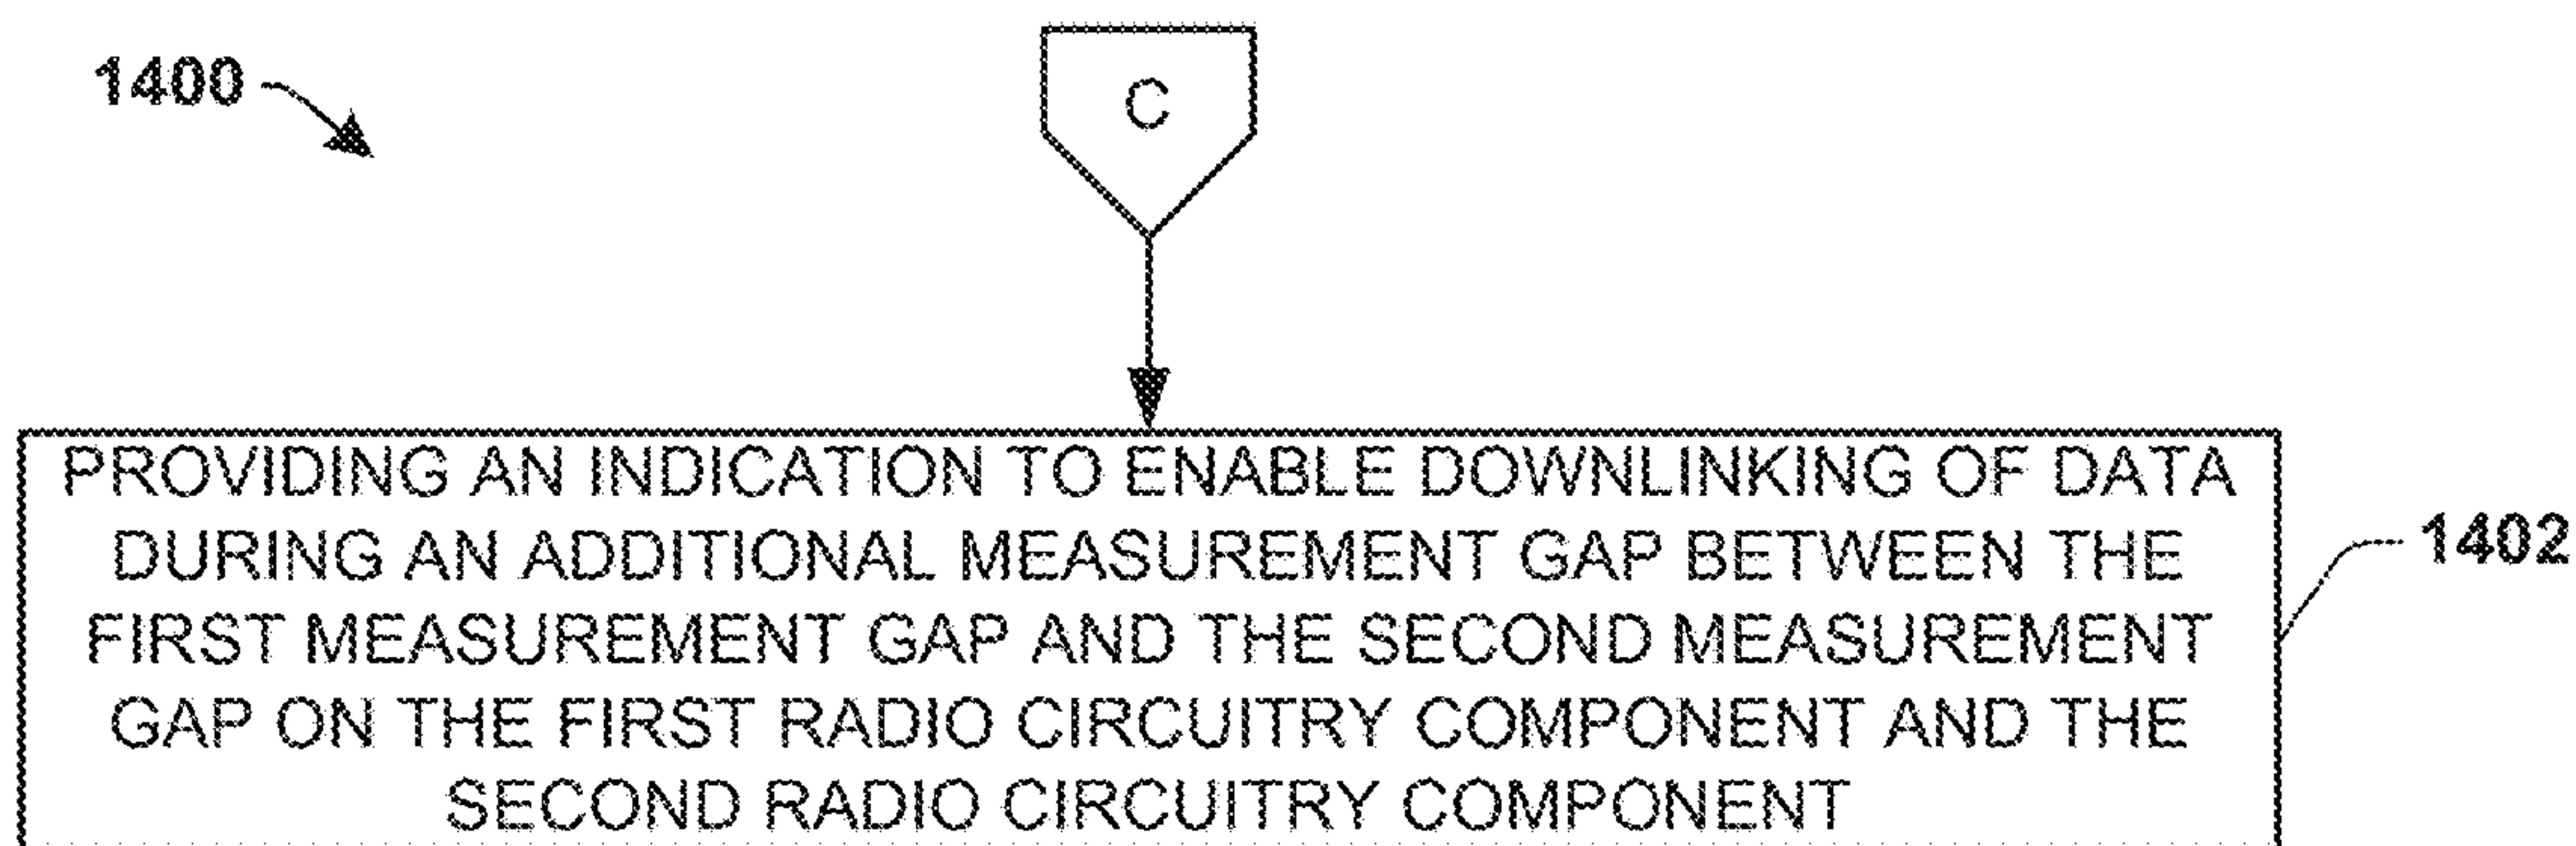 1400
C
PROVIDING AN INDICATION TO ENABLE DOWNLINKING OF DATA
DURING AN ADDITIONAL MEASUREMENT GAP BETWEEN THE
FIRST MEASUREMENT GAP AND THE SECOND MEASUREMENT
GAP ON THE FIRST RADIO CIRCUITRY COMPONENT AND THE
SECOND RADIO CIRCUITRY COMPONENT
1402